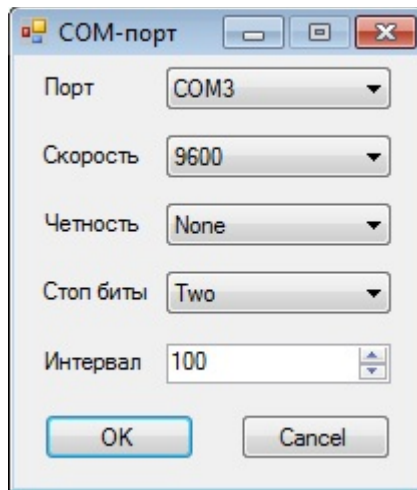 COM-порт
Порт COM3
Скорость 9600
Четность None
Стоп биты Two
Интервал 100
OK Cancel